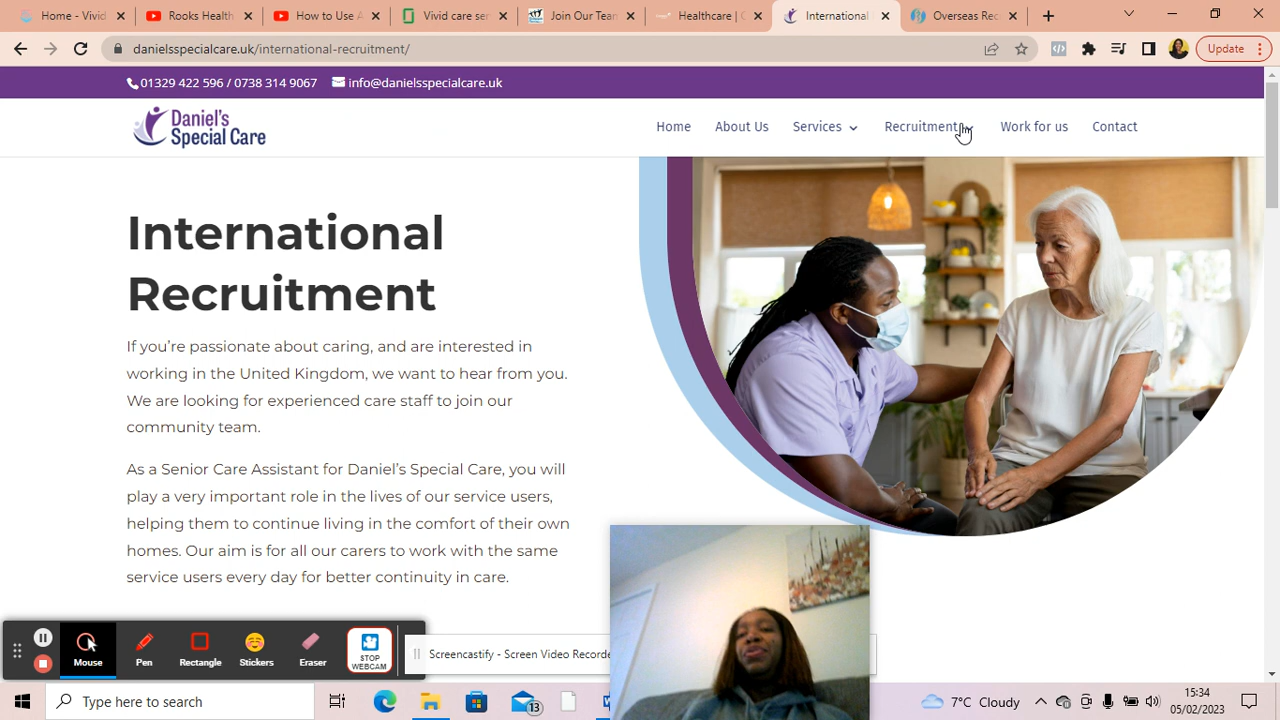 Home - Vivid
Rooks Health
How to Use A
Vivid care ser
Join Our Tea
Healthcare | C
International
Overseas Rec
danielsspecialcare.uk/international-recruitment/
Update
01329 422 596 / 0738 314 9067
info@danielsspecialcare.uk
Daniel's
Special Care
Home
About Us
Services
Recruitment
Work for us
Contact
International
Recruitment
If you're passionate about caring, and are interested in
working in the United Kingdom, we want to hear from you.
We are looking for experienced care staff to join our
community team.
As a Senior Care Assistant for Daniel's Special Care, you will
play a very important role in the lives of our service users,
helping them to continue living in the comfort of their own
homes. Our aim is for all our carers to work with the same
service users every day for better continuity in care.
Mouse
Pen
Rectangle
Stickers
Eraser
STOP
WEBCAM
Screencastify - Screen Video Recorde
Type here to search
13
7°C Cloudy
15:34
05/02/2023